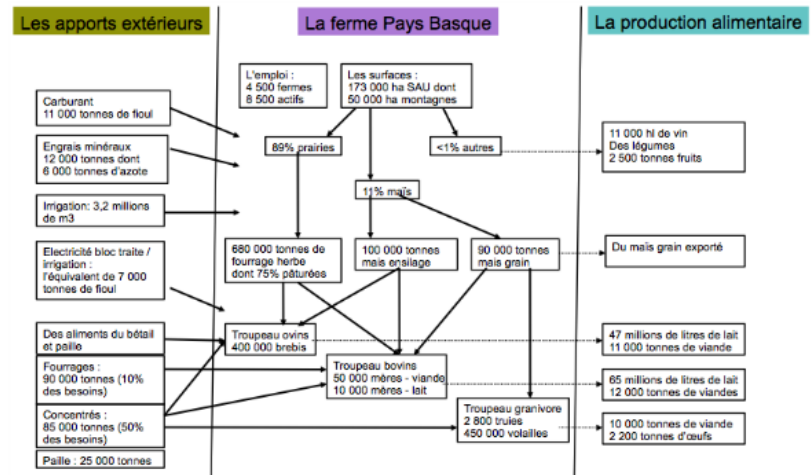 Les apports extérieurs
La ferme Pays Basque
La production alimentaire
Carburant
11 000 tonnes de fioul
Engrais minéraux
12 000 tonnes dont
6 000 tonnes d'azote
Irrigation: 3,2 millions
de m3
Electricité bloc traite /
irrigation :
l'équivalent de 7 000
tonnes de fioul
Des aliments du bétail
et paille
Fourrages :
90 000 tonnes (10%
des besoins)
Concentrés :
85 000 tonnes (50%
des besoins)
Paille : 25 000 tonnes
L'emploi :
4 500 fermes
8 500 actifs
Les surfaces :
173 000 ha SAU dont
50 000 ha montagnes
89% prairies
<1% autres
11% maïs
680 000 tonnes de
fourrage herbe
dont 75% pâturées
100 000 tonnes
mais ensilage
90 000 tonnes
mais grain
Troupeau ovins
400 000 brebis
Troupeau bovins
50 000 mères - viande
10 000 mères - lait
Troupeau granivore
2 800 truies
450 000 volailles
11 000 hl de vin
Des légumes
2 500 tonnes fruits
Du maïs grain exporté
47 millions de litres de lait
11 000 tonnes de viande
65 millions de litres de lait
12 000 tonnes de viandes
10 000 tonnes de viande
2 200 tonnes d'œufs